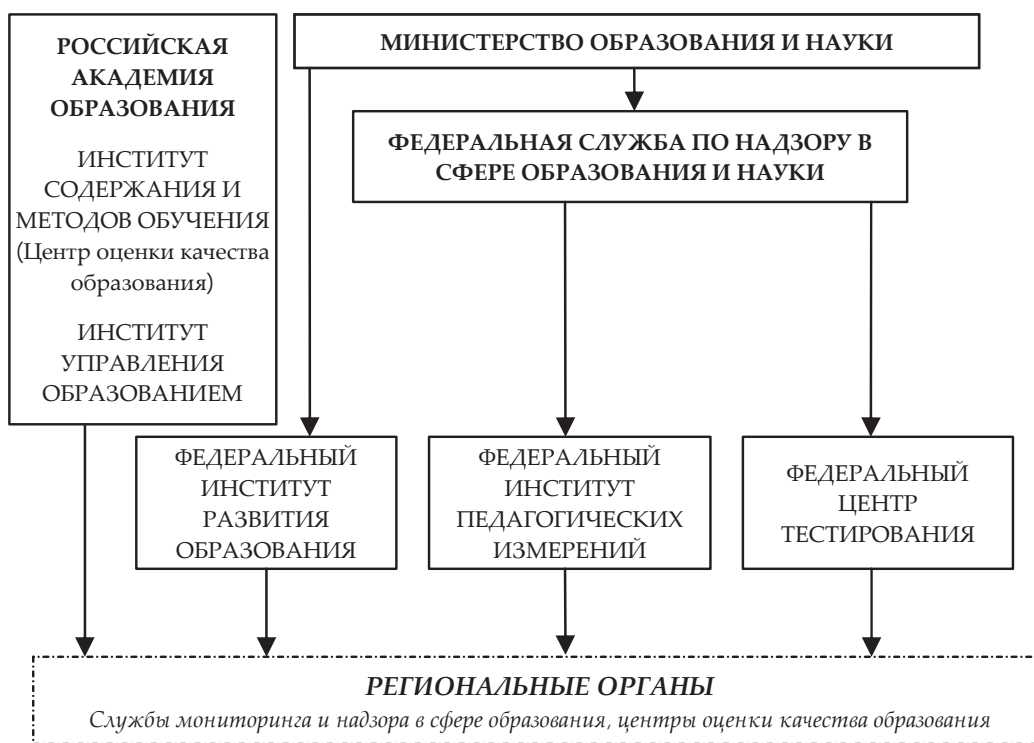 РОССИЙСКАЯ
АКАДЕМИЯ
ОБРАЗОВАНИЯ
ИНСТИТУТ
СОДЕРЖАНИЯ И
МЕТОДОВ ОБУЧЕНИЯ
(Центр оценки качества
образования)
ИНСТИТУТ
УПРАВЛЕНИЯ
ОБРАЗОВАНИЕМ
МИНИСТЕРСТВО ОБРАЗОВАНИЯ И НАУКИ
ФЕДЕРАЛЬНАЯ СЛУЖБА ПО НАДЗОРУ В
СФЕРЕ ОБРАЗОВАНИЯ И НАУКИ
ФЕДЕРАЛЬНЫЙ
ИНСТИТУТ
РАЗВИТИЯ
ОБРАЗОВАНИЯ
ФЕДЕРАЛЬНЫЙ
ИНСТИТУТ
ПЕДАГОГИЧЕСКИХ
ИЗМЕРЕНИЙ
ФЕДЕРАЛЬНЫЙ
ЦЕНТР
ТЕСТИРОВАНИЯ
РЕГИОНАЛЬНЫЕ ОРГАНЫ
Службы мониторинга и надзора в сфере образования, центры оценки качества образования